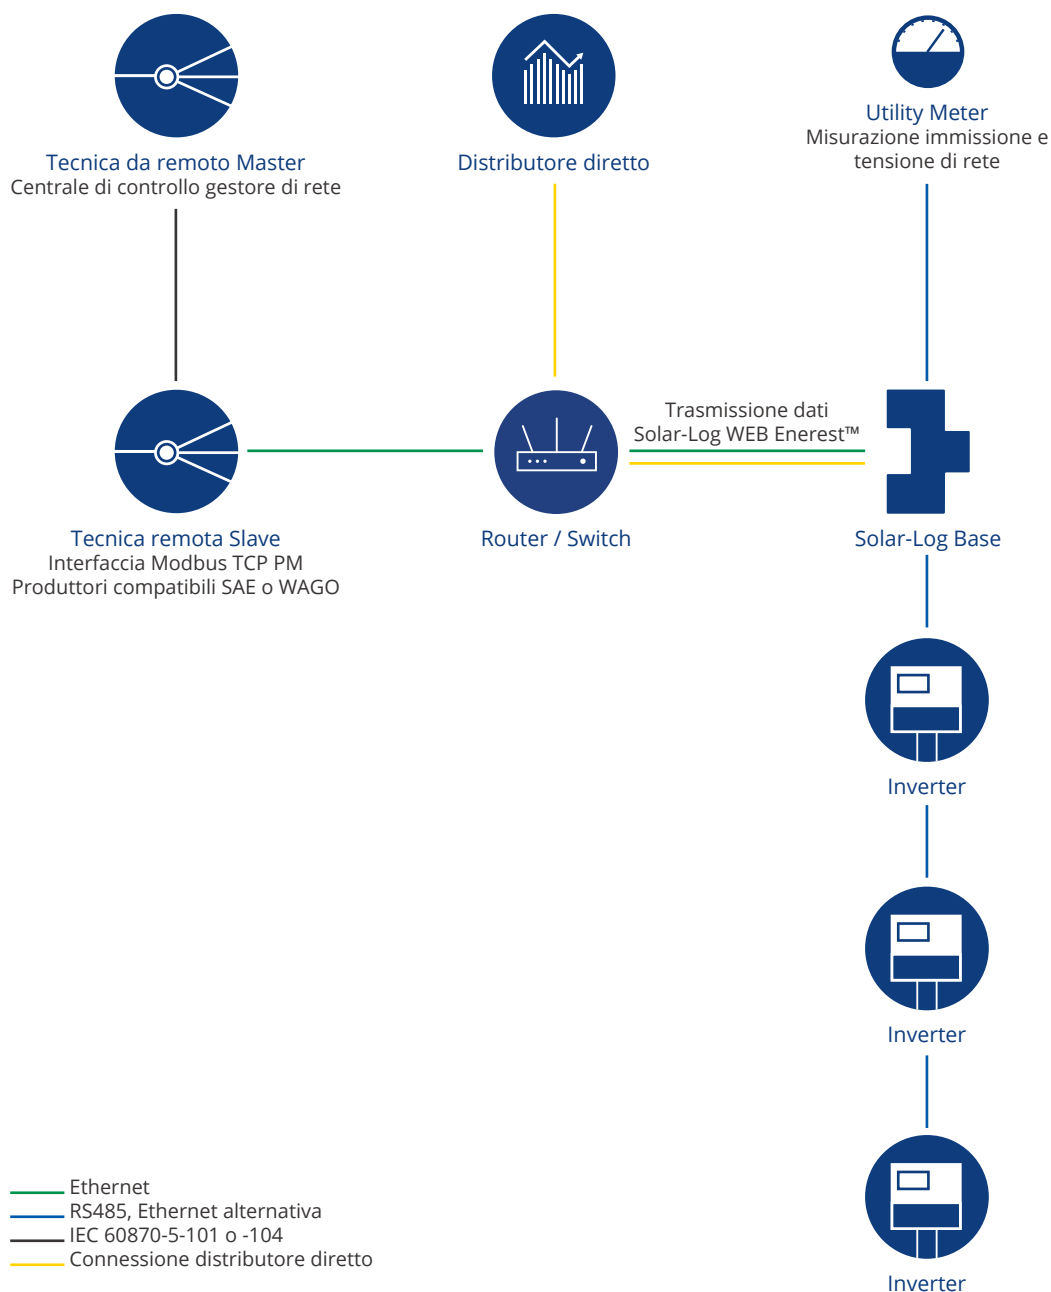 Tecnica da remoto Master
Centrale di controllo gestore di rete
Distributore diretto
Utility Meter
Misurazione immissione e
tensione di rete
Trasmissione dati
Solar-Log WEB Enerest™
Tecnica remota Slave
Interfaccia Modbus TCP PM
Produttori compatibili SAE o WAGO
Router / Switch
Solar-Log Base
Inverter
Inverter
Inverter
Ethernet
RS485, Ethernet alternativa
IEC 60870-5-101 o -104
Connessione distributore diretto